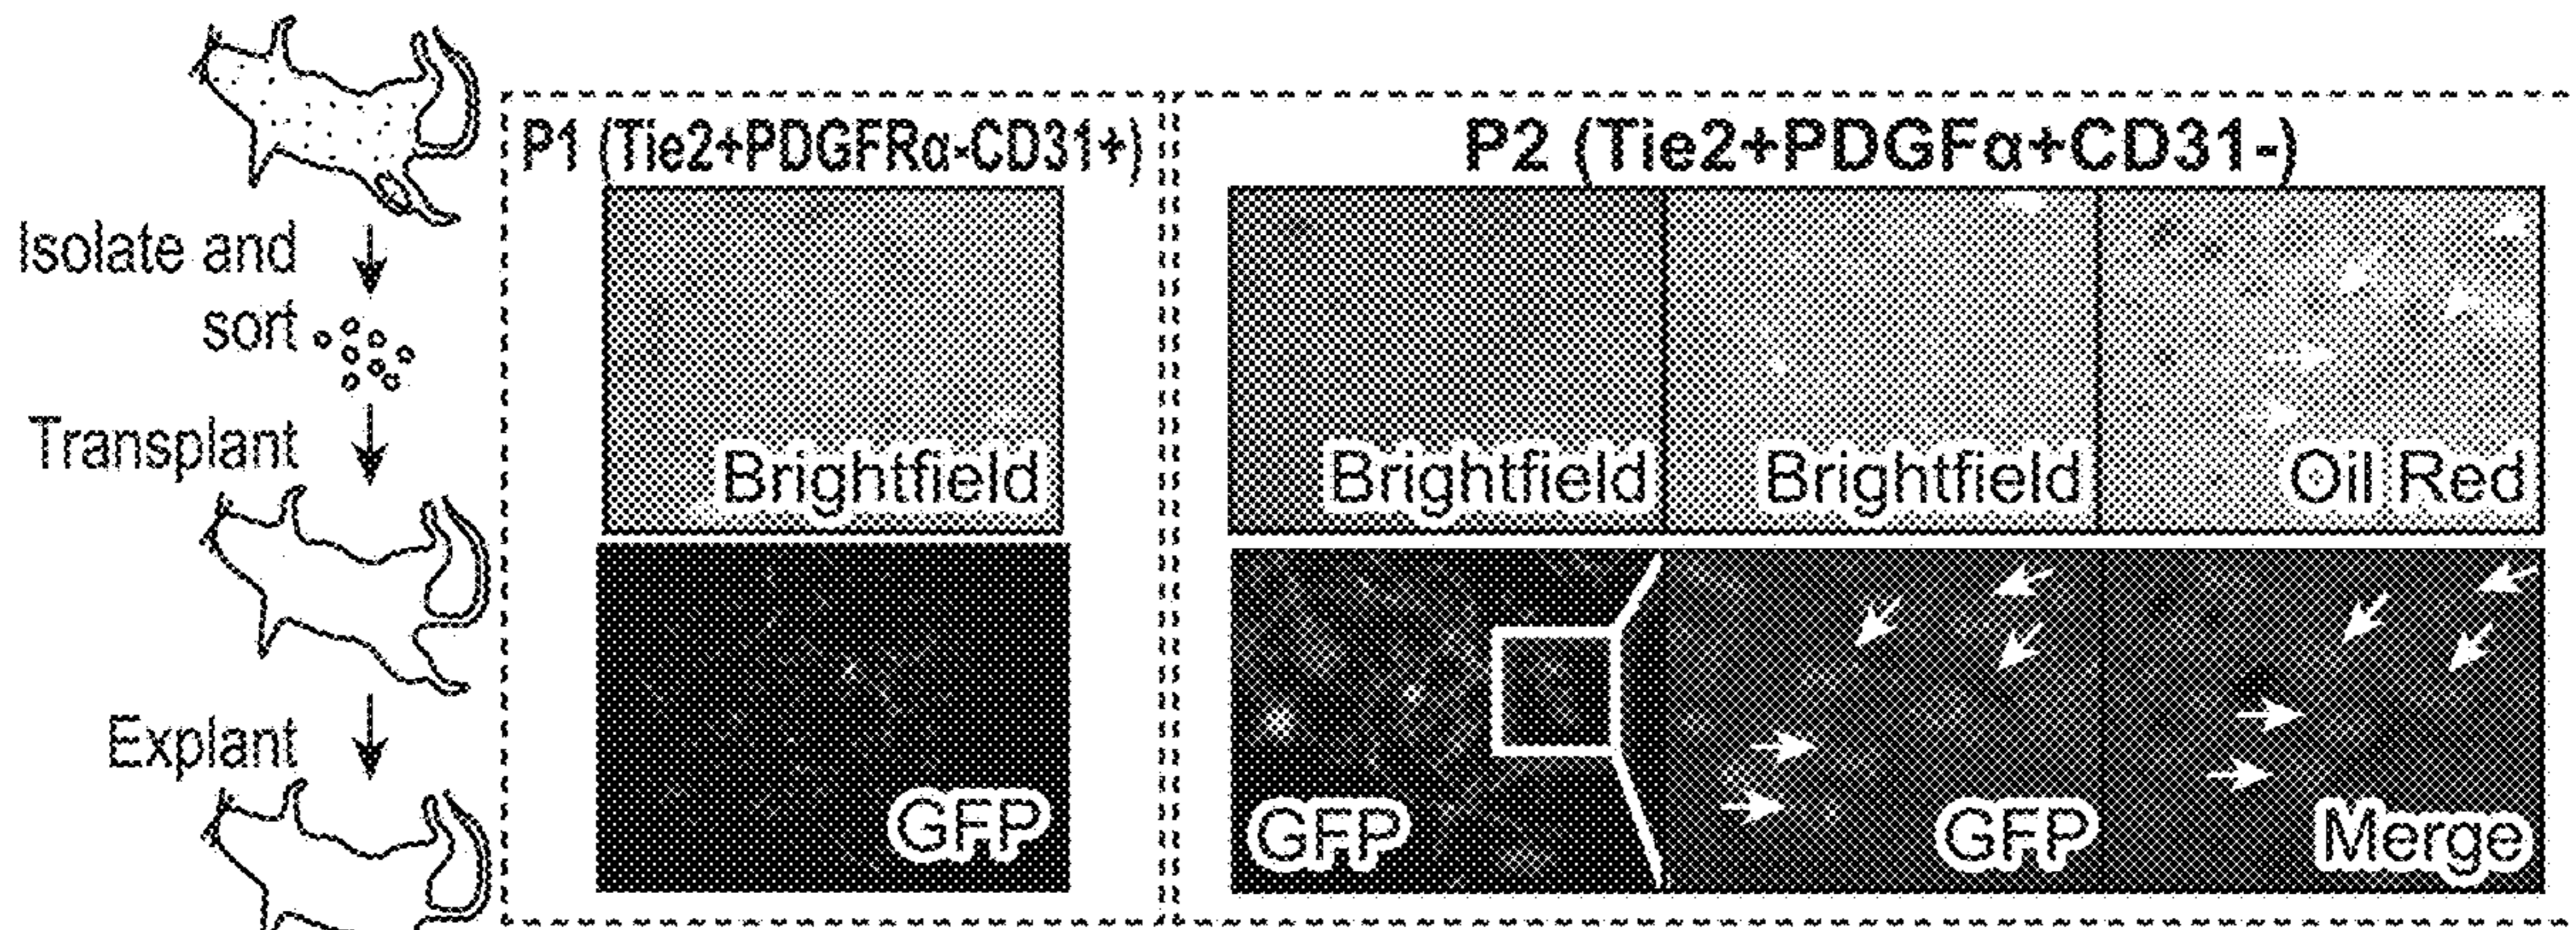 Isolate and
sort
Transplant
Explant
P1 (Tie2+PDGFRα-CD31+)
Brightfield
GFP
P2 (Tie2+PDGFα+CD31-)
Brightfield
Brightfield
Oil Red
GFP
GFP
Merge